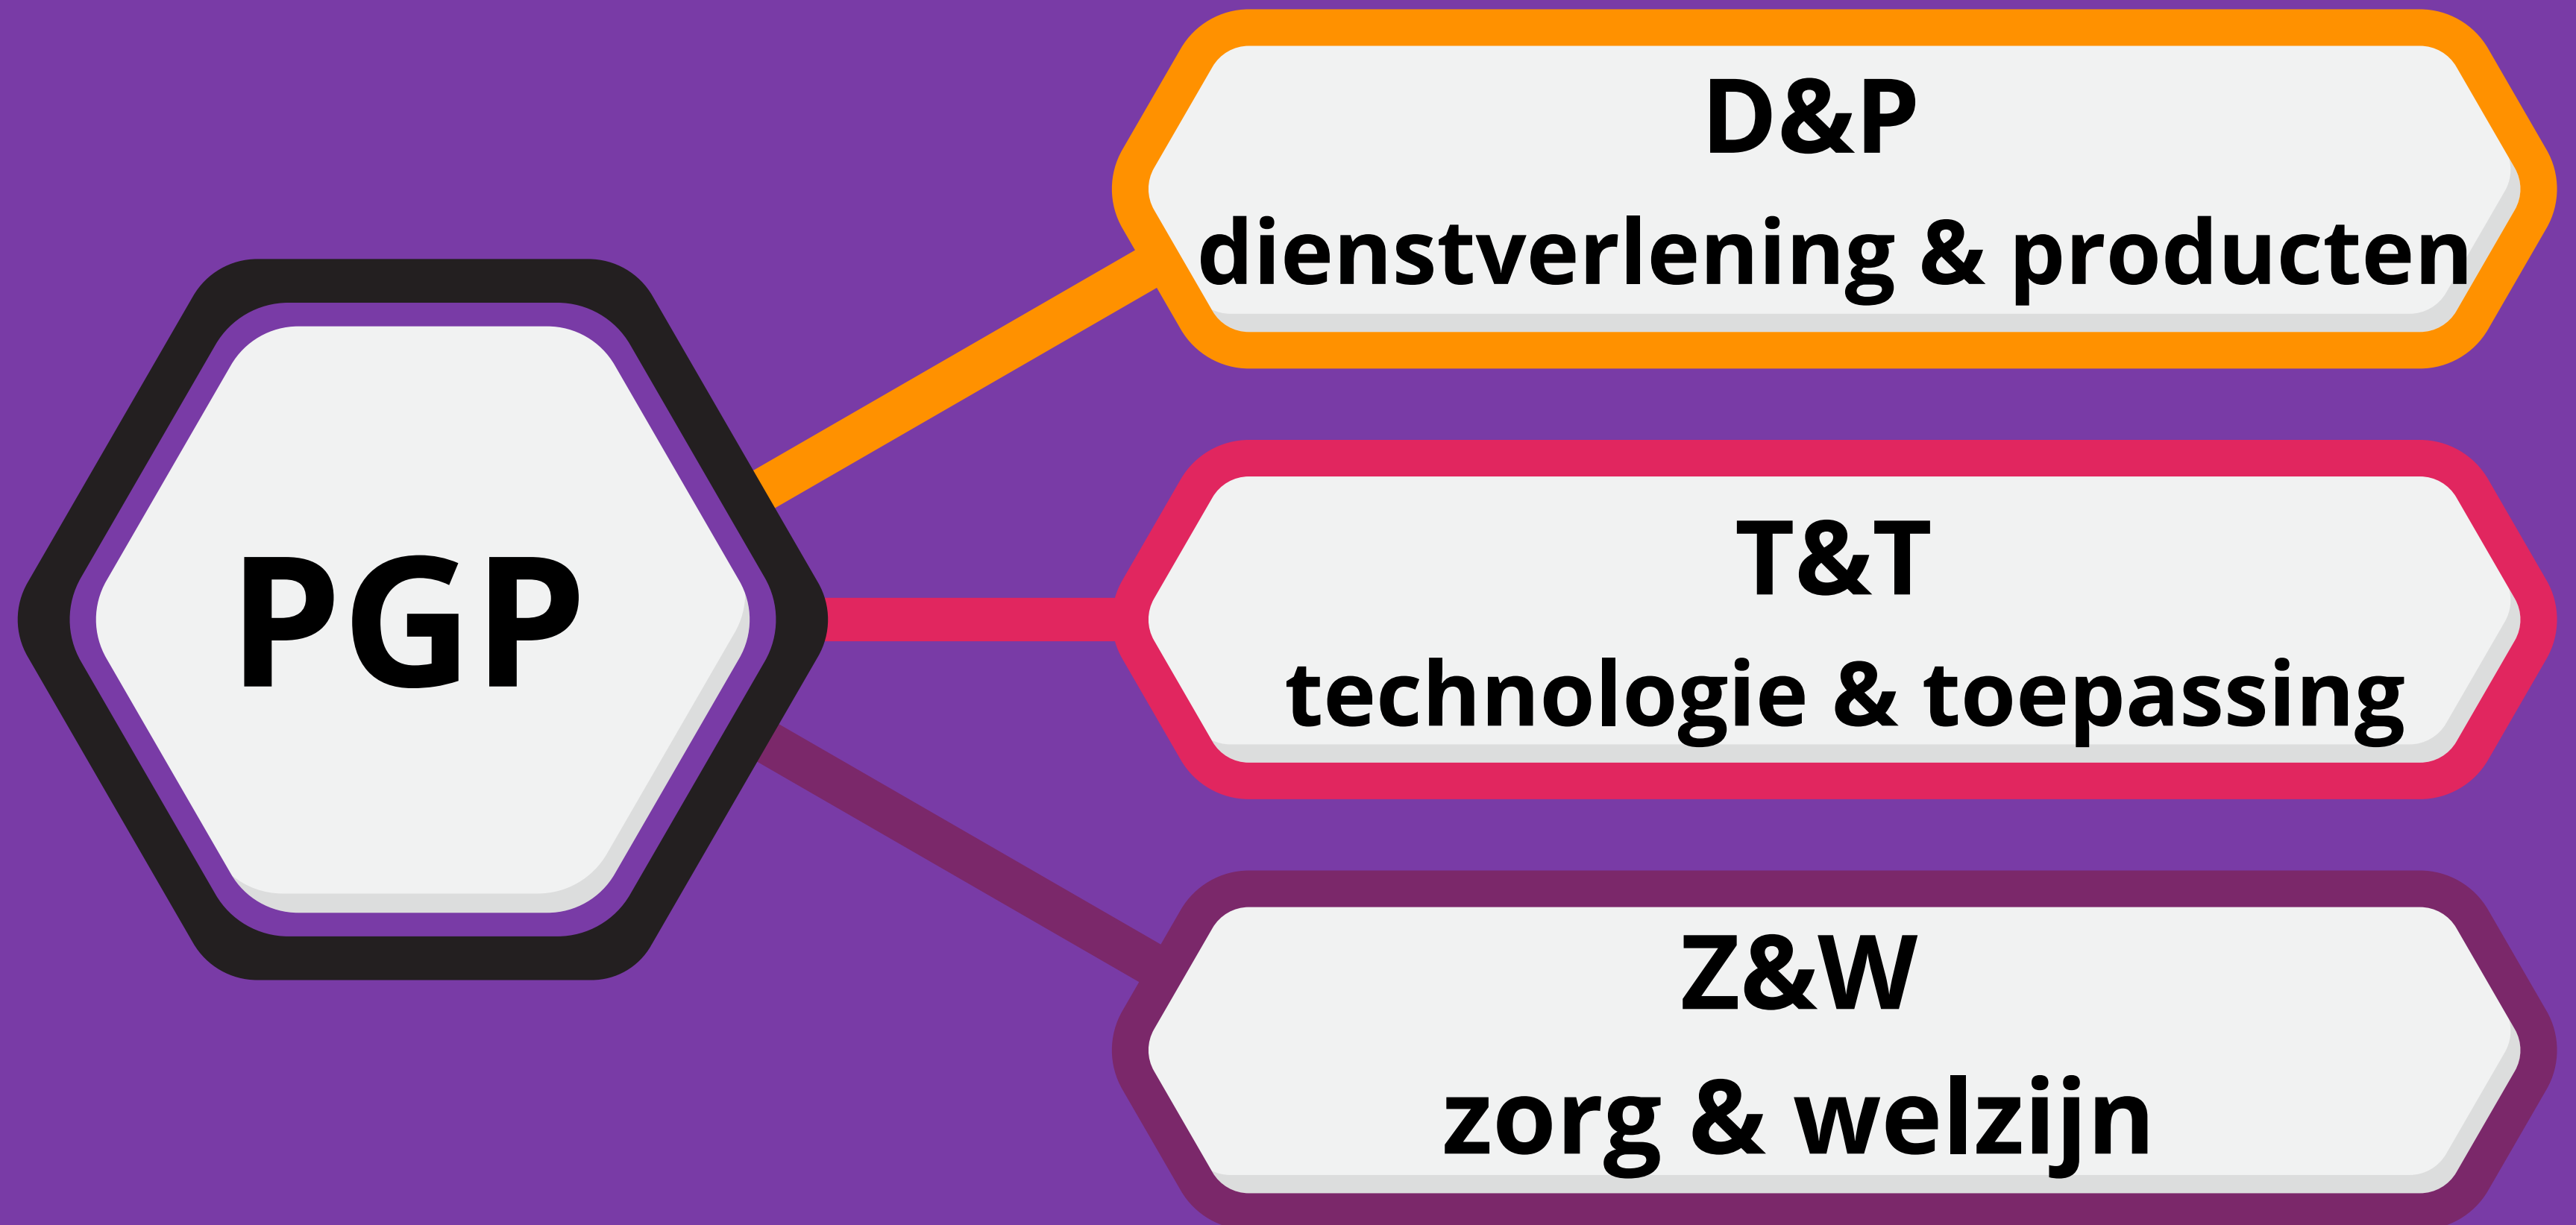 PGP
D&P
dienstverlening & producten
T&T
technologie & toepassing
Z&W
zorg & welzijn